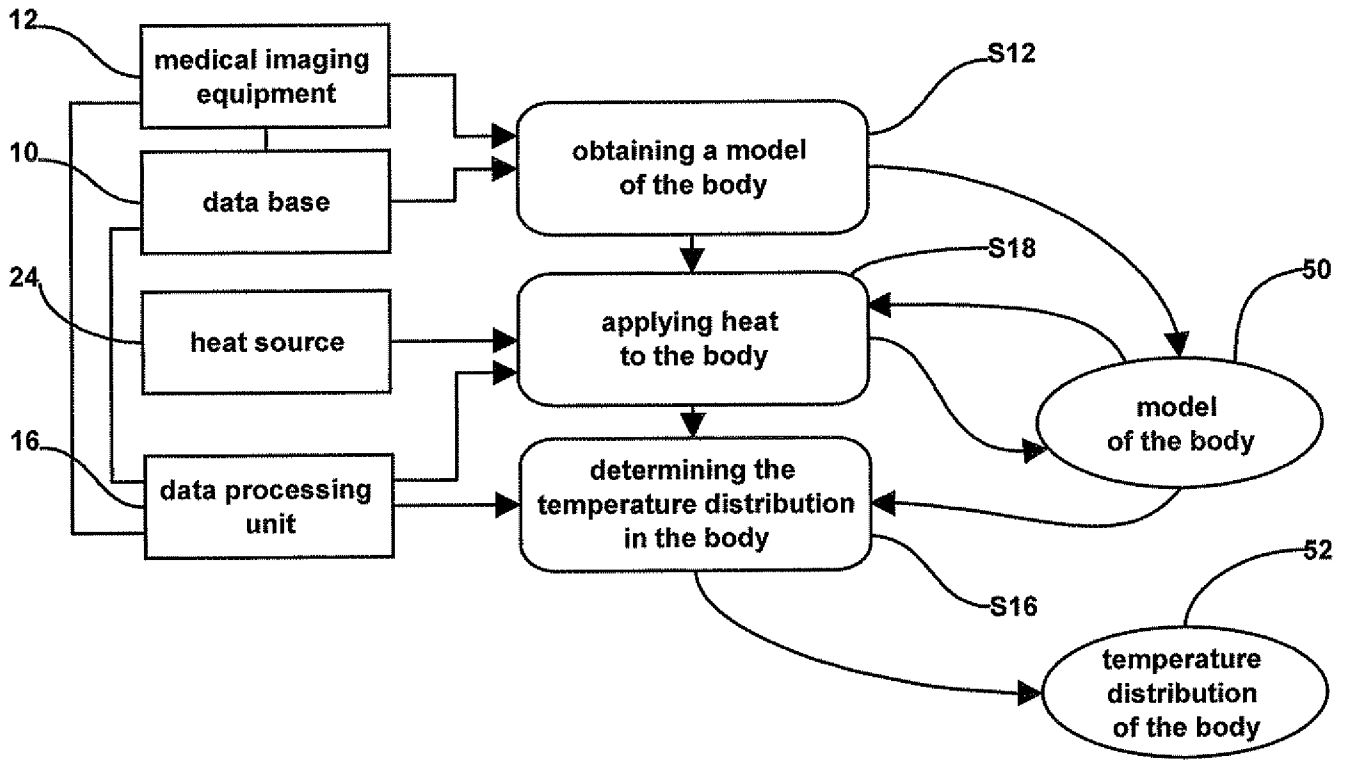 12
medical imaging
equipment
S12
10
obtaining a model
of the body
data base
S18
24
50
applying heat
to the body
heat source
model
of the body
16
data processing
unit
determining the
temperature distribution
in the body
52
S16
temperature
distribution
of the body